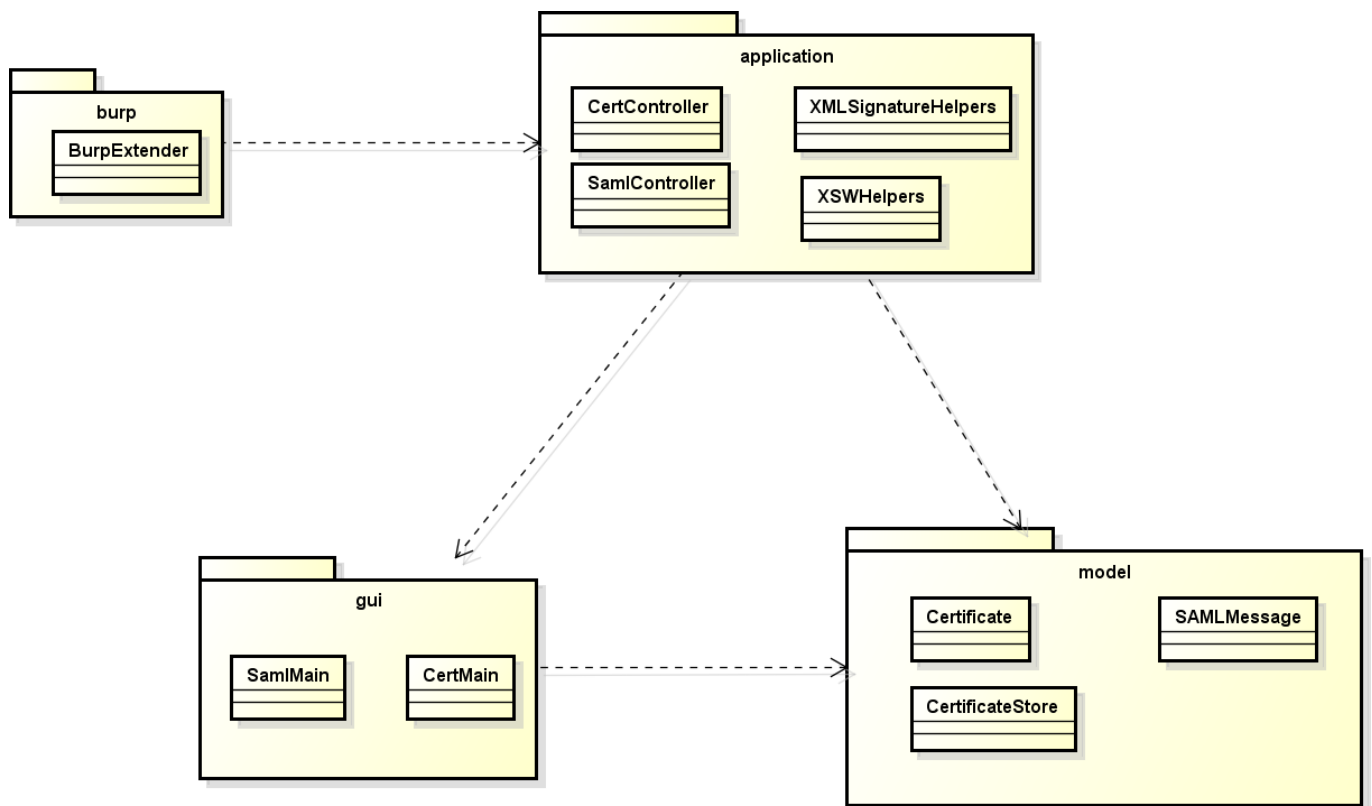 application
burp
CertController
XMLSignatureHelpers
BurpExtender
SamlController
XSWHelpers
model
gui
Certificate
SAMLMessage
SamlMain
CertMain
CertificateStore